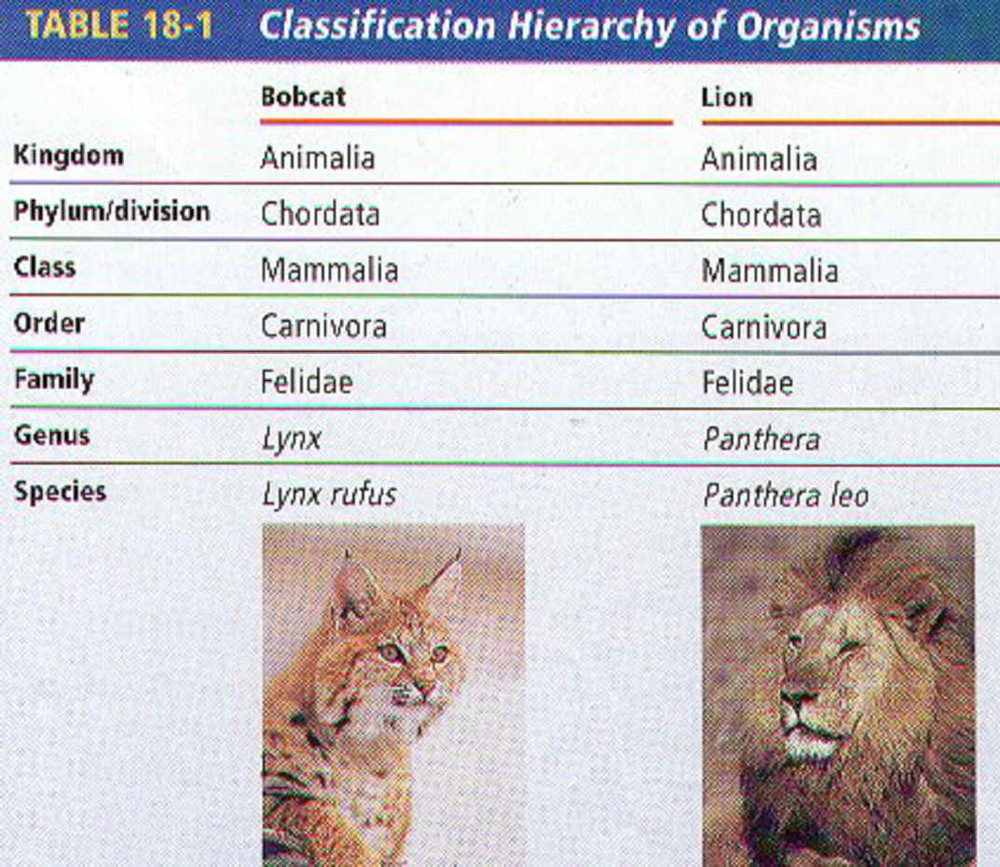 TABLE 18-1 Classification Hierarchy of Organisms
Bobcat Lion
Kingdom Animalia Animalia
Phylum/division Chordata Chordata
Class Mammalia Mammalia
Order Carnivora Carnivora
Family Felidae Felidae
Genus Lynx Panthera
Species Lynx rufus Panthera leo